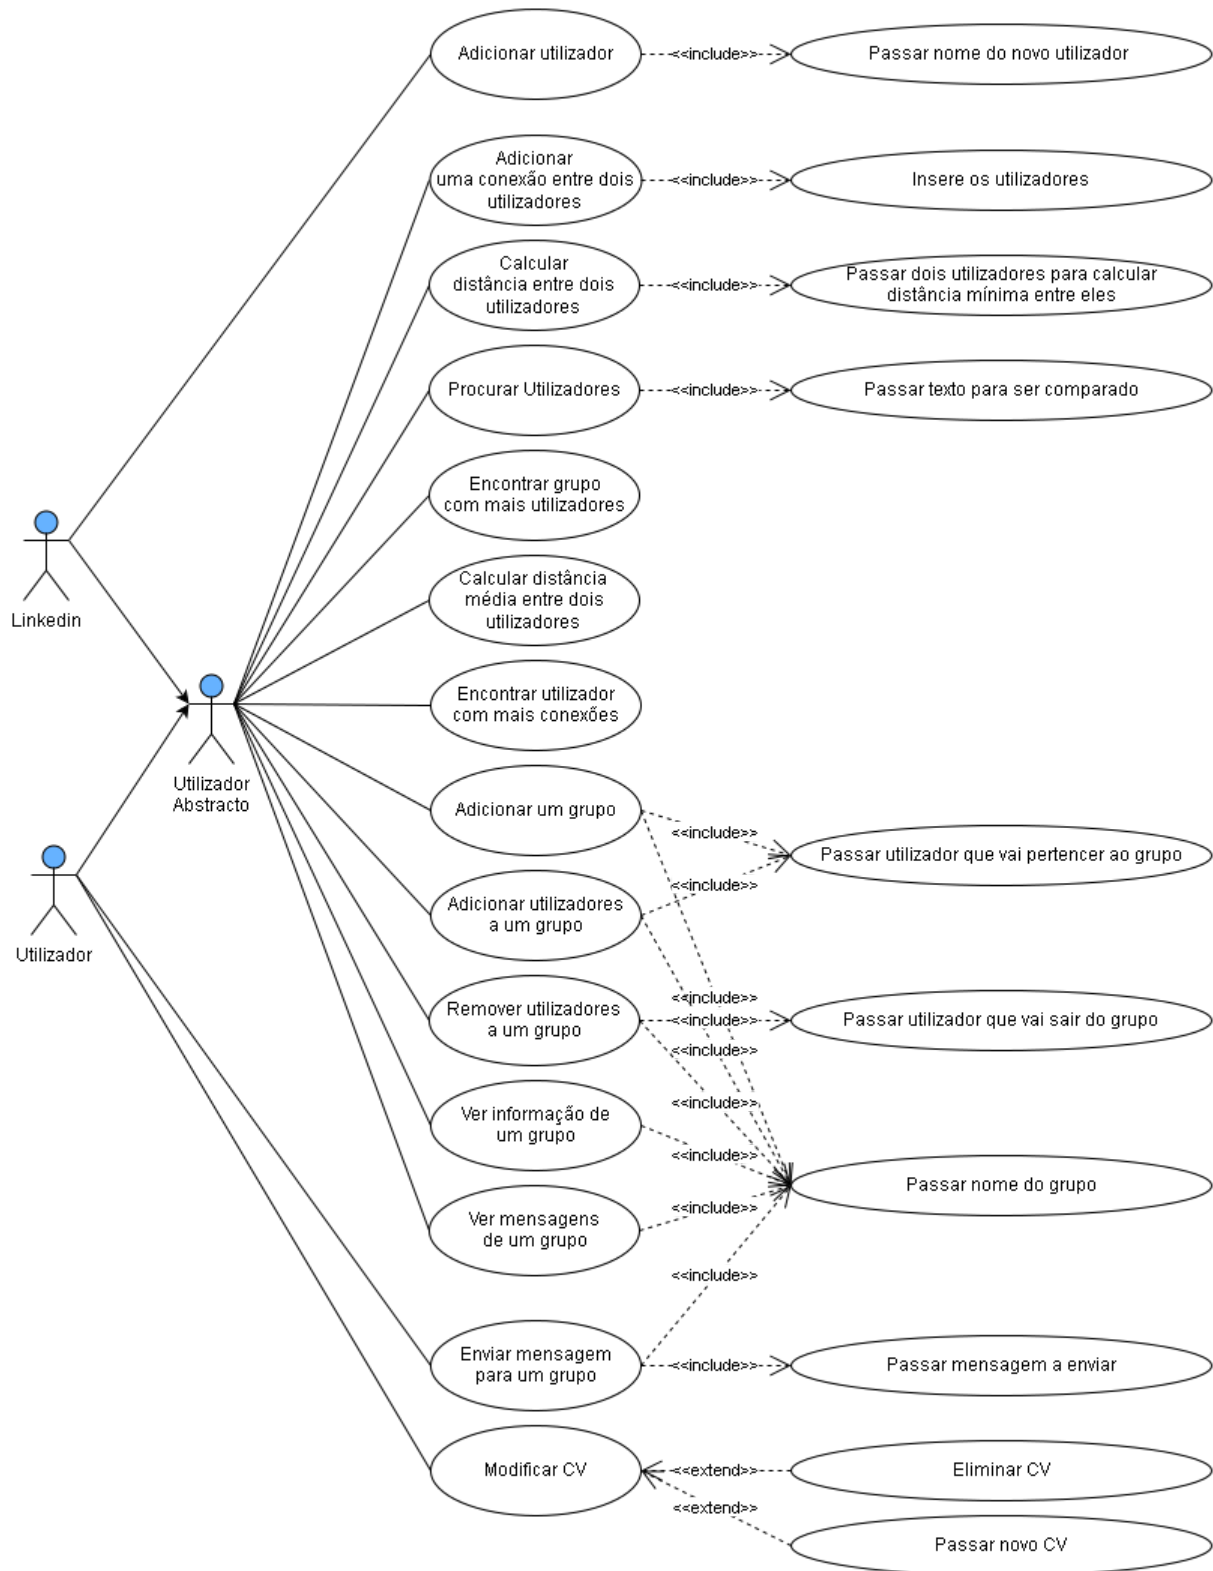 Adicionar utilizador
<<include>>
Passar nome do novo utilizador
Adicionar
uma conexão entre dois
utilizadores
<<include>>
Insere os utilizadores
Calcular
distância entre dois
utilizadores
<<include>>
Passar dois utilizadores para calcular
distância mínima entre eles
Procurar Utilizadores
<<include>>
Passar texto para ser comparado
Encontrar grupo
com mais utilizadores
Linkedin
Calcular distância
média entre dois
utilizadores
Encontrar utilizador
com mais conexões
Utilizador
Abstracto
Adicionar um grupo
<<include>>
Passar utilizador que vai pertencer ao grupo
<<include>>
Adicionar utilizadores
a um grupo
Utilizador
<<include>>
Remover utilizadores
a um grupo
<<include>>
Passar utilizador que vai sair do grupo
<<include>>
<<include>>
Ver informação de
um grupo
<<include>>
Passar nome do grupo
<<include>>
Ver mensagens
de um grupo
<<include>>
Enviar mensagem
para um grupo
<<include>>
Passar mensagem a enviar
Modificar CV
<<extend>>
Eliminar CV
<<extend>>
Passar novo CV